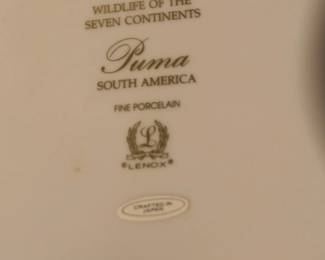 WILDLIFE OF THE
SEVEN CONTINENTS
Puma
SOUTH AMERICA
FINE PORCELAIN
L
©LENOX®
CRAFTED IN
JAPAN